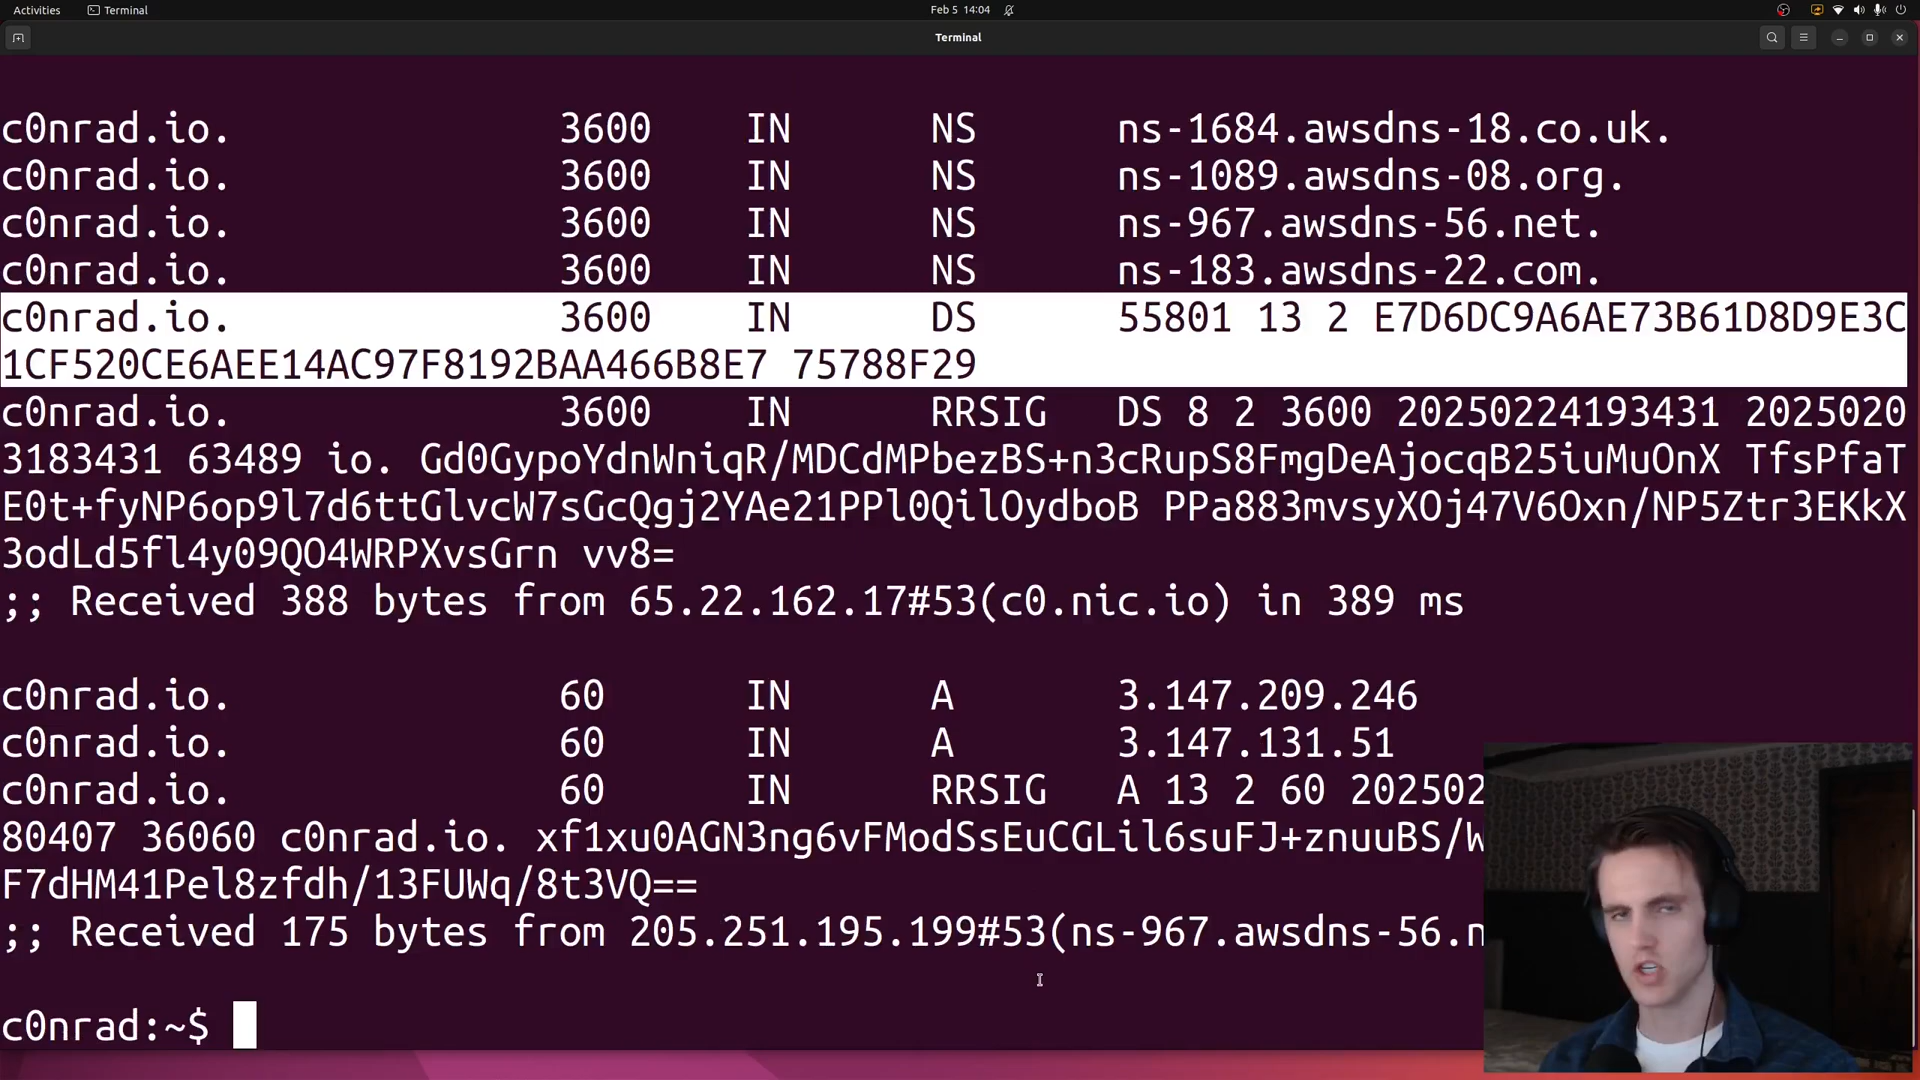 Activities Terminal Feb 5 14:04
Terminal
c0nrad.io. 3600 IN NS ns-1684.awsdns-18.co.uk.
c0nrad.io. 3600 IN NS ns-1089.awsdns-08.org.
c0nrad.io. 3600 IN NS ns-967.awsdns-56.net.
c0nrad.io. 3600 IN NS ns-183.awsdns-22.com.
c0nrad.io. 3600 IN DS 55801 13 2 E7D6DC9A6AE73B61D8D9E3C
1CF520CE6AEE14AC97F8192BAA466B8E7 75788F29
c0nrad.io. 3600 IN RRSIG DS 8 2 3600 20250224193431 2025020
3183431 63489 io. Gd0GypoYdnWniqR/MDCdMPbezBS+n3cRupS8FmgDeAjocqB25iuMuOnX TfsPfaT
E0t+fyNP6op9l7d6ttGlvcW7sGcQgj2YAe21PPl0QilOydboB PPa883mvsyXOj47V6Oxn/NP5Ztr3EKkX
3odLd5fl4y09QO4WRPXvsGrn vv8=
;; Received 388 bytes from 65.22.162.17#53(c0.nic.io) in 389 ms
c0nrad.io. 60 IN A 3.147.209.246
c0nrad.io. 60 IN A 3.147.131.51
c0nrad.io. 60 IN RRSIG A 13 2 60 202502
80407 36060 c0nrad.io. xf1xu0AGN3ng6vFModSsEuCGLil6suFJ+znuuBS/W
F7dHM41Pel8zfdh/13FUWq/8t3VQ==
;; Received 175 bytes from 205.251.195.199#53(ns-967.awsdns-56.n
c0nrad:~$